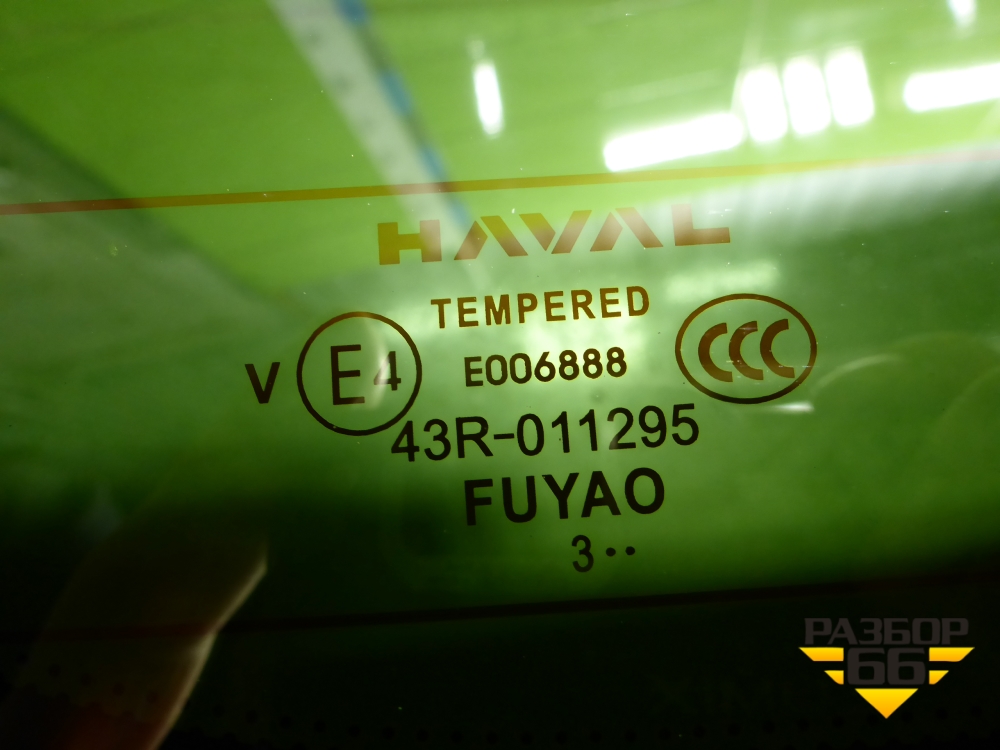 HAVAL
TEMPERED
V E4 E006888 CCC
43R-011295
FUYAO
3··
РАЗБОР
66